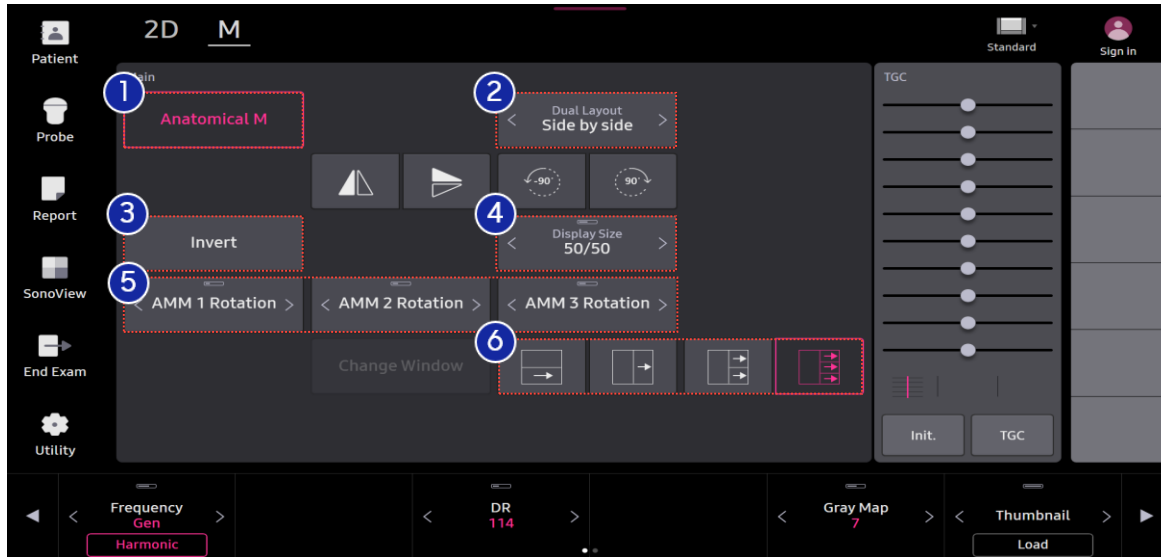 2D
M
Standard
Sign in
Patient
Probe
Report
SonoView
End Exam
Utility
Main
1
Anatomical M
2
Dual Layout
Side by side
-90°
90°
3
Invert
4
Display Size
50/50
5
AMM 1 Rotation
AMM 2 Rotation
AMM 3 Rotation
6
Change Window
TGC
Init.
TGC
Frequency
Gen
Harmonic
DR
114
Gray Map
7
Thumbnail
Load